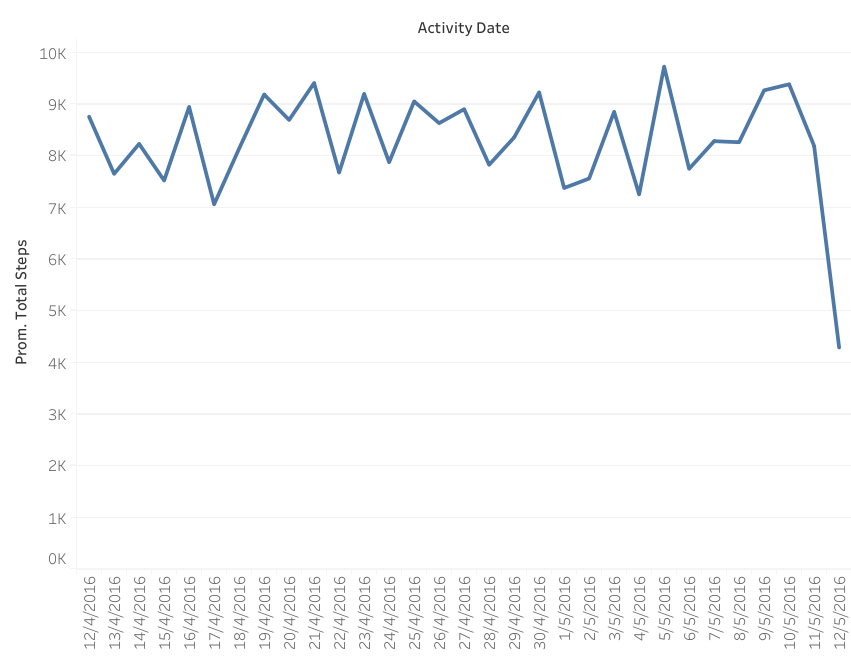 Activity Date
Prom. Total Steps
10K
9K
8K
7K
6K
5K
4K
3K
2K
1K
0K
12/4/2016
13/4/2016
14/4/2016
15/4/2016
16/4/2016
17/4/2016
18/4/2016
19/4/2016
20/4/2016
21/4/2016
22/4/2016
23/4/2016
24/4/2016
25/4/2016
26/4/2016
27/4/2016
28/4/2016
29/4/2016
30/4/2016
1/5/2016
2/5/2016
3/5/2016
4/5/2016
5/5/2016
6/5/2016
7/5/2016
8/5/2016
9/5/2016
10/5/2016
11/5/2016
12/5/2016